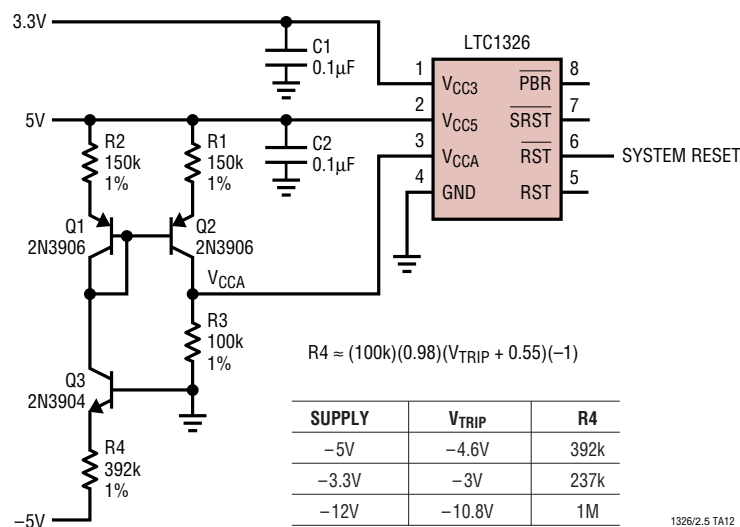 3.3V
C1
0.1µF
LTC1326
1 VCC3
2 VCC5
3 VCCA
4 GND
PBR 8
SRST 7
RST 6
RST 5
SYSTEM RESET
5V
R2
150k
1%
R1
150k
1%
C2
0.1µF
Q1
2N3906
Q2
2N3906
VCCA
R3
100k
1%
Q3
2N3904
R4
392k
1%
–5V
R4 ≈ (100k)(0.98)(VTRIP + 0.55)(–1)
SUPPLY VTRIP R4
–5V –4.6V 392k
–3.3V –3V 237k
–12V –10.8V 1M
1326/2.5 TA12